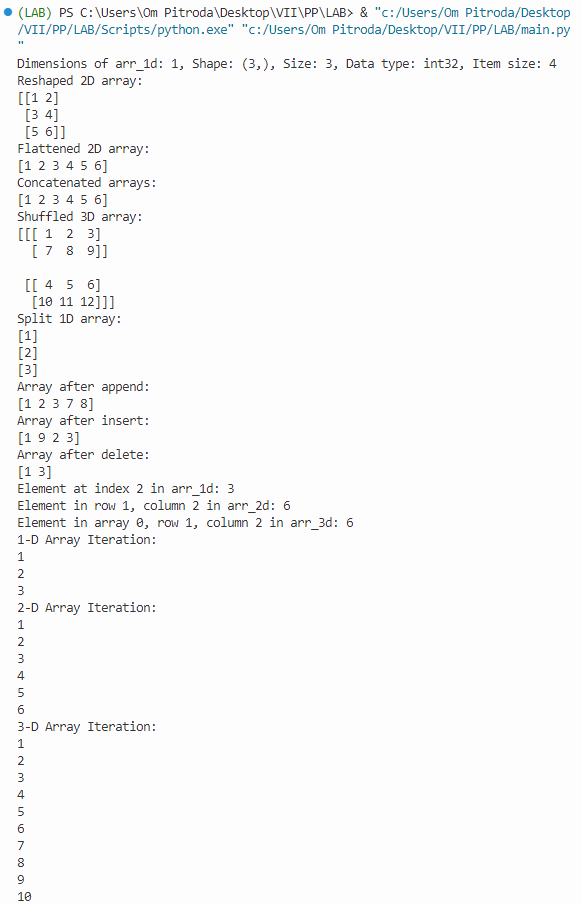 (LAB) PS C:\Users\Om Pitroda\Desktop\VII\PP\LAB> & "c:/Users/Om Pitroda/Desktop
/VII/PP/LAB/Scripts/python.exe" "c:/Users/Om Pitroda/Desktop/VII/PP/LAB/main.py
"
Dimensions of arr_1d: 1, Shape: (3,), Size: 3, Data type: int32, Item size: 4
Reshaped 2D array:
[[1 2]
 [3 4]
 [5 6]]
Flattened 2D array:
[1 2 3 4 5 6]
Concatenated arrays:
[1 2 3 4 5 6]
Shuffled 3D array:
[[[ 1  2  3]
  [ 7  8  9]]

 [[ 4  5  6]
  [10 11 12]]]
Split 1D array:
[1]
[2]
[3]
Array after append:
[1 2 3 7 8]
Array after insert:
[1 9 2 3]
Array after delete:
[1 3]
Element at index 2 in arr_1d: 3
Element in row 1, column 2 in arr_2d: 6
Element in array 0, row 1, column 2 in arr_3d: 6
1-D Array Iteration:
1
2
3
2-D Array Iteration:
1
2
3
4
5
6
3-D Array Iteration:
1
2
3
4
5
6
7
8
9
10